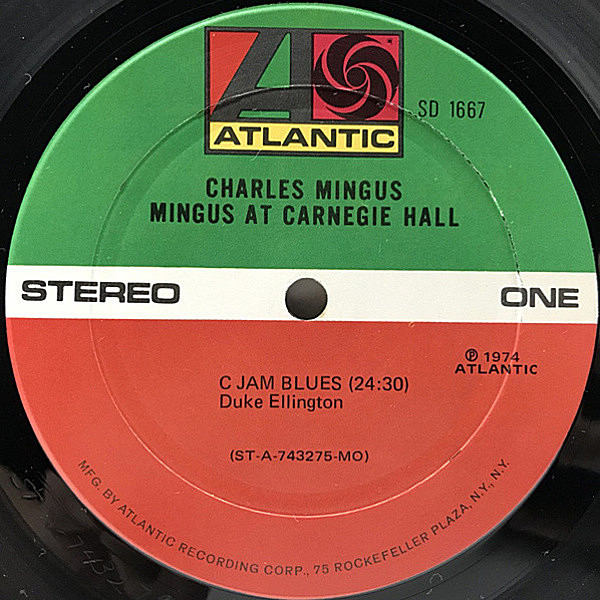 SD 1667
ATLANTIC
CHARLES MINGUS
MINGUS AT CARNEGIE HALL
STEREO
ONE
℗ 1974
ATLANTIC
C JAM BLUES (24:30)
Duke Ellington
(ST-A-743275-MO)
MFG. BY ATLANTIC RECORDING CORP., 75 ROCKEFELLER PLAZA, N.Y., N.Y.